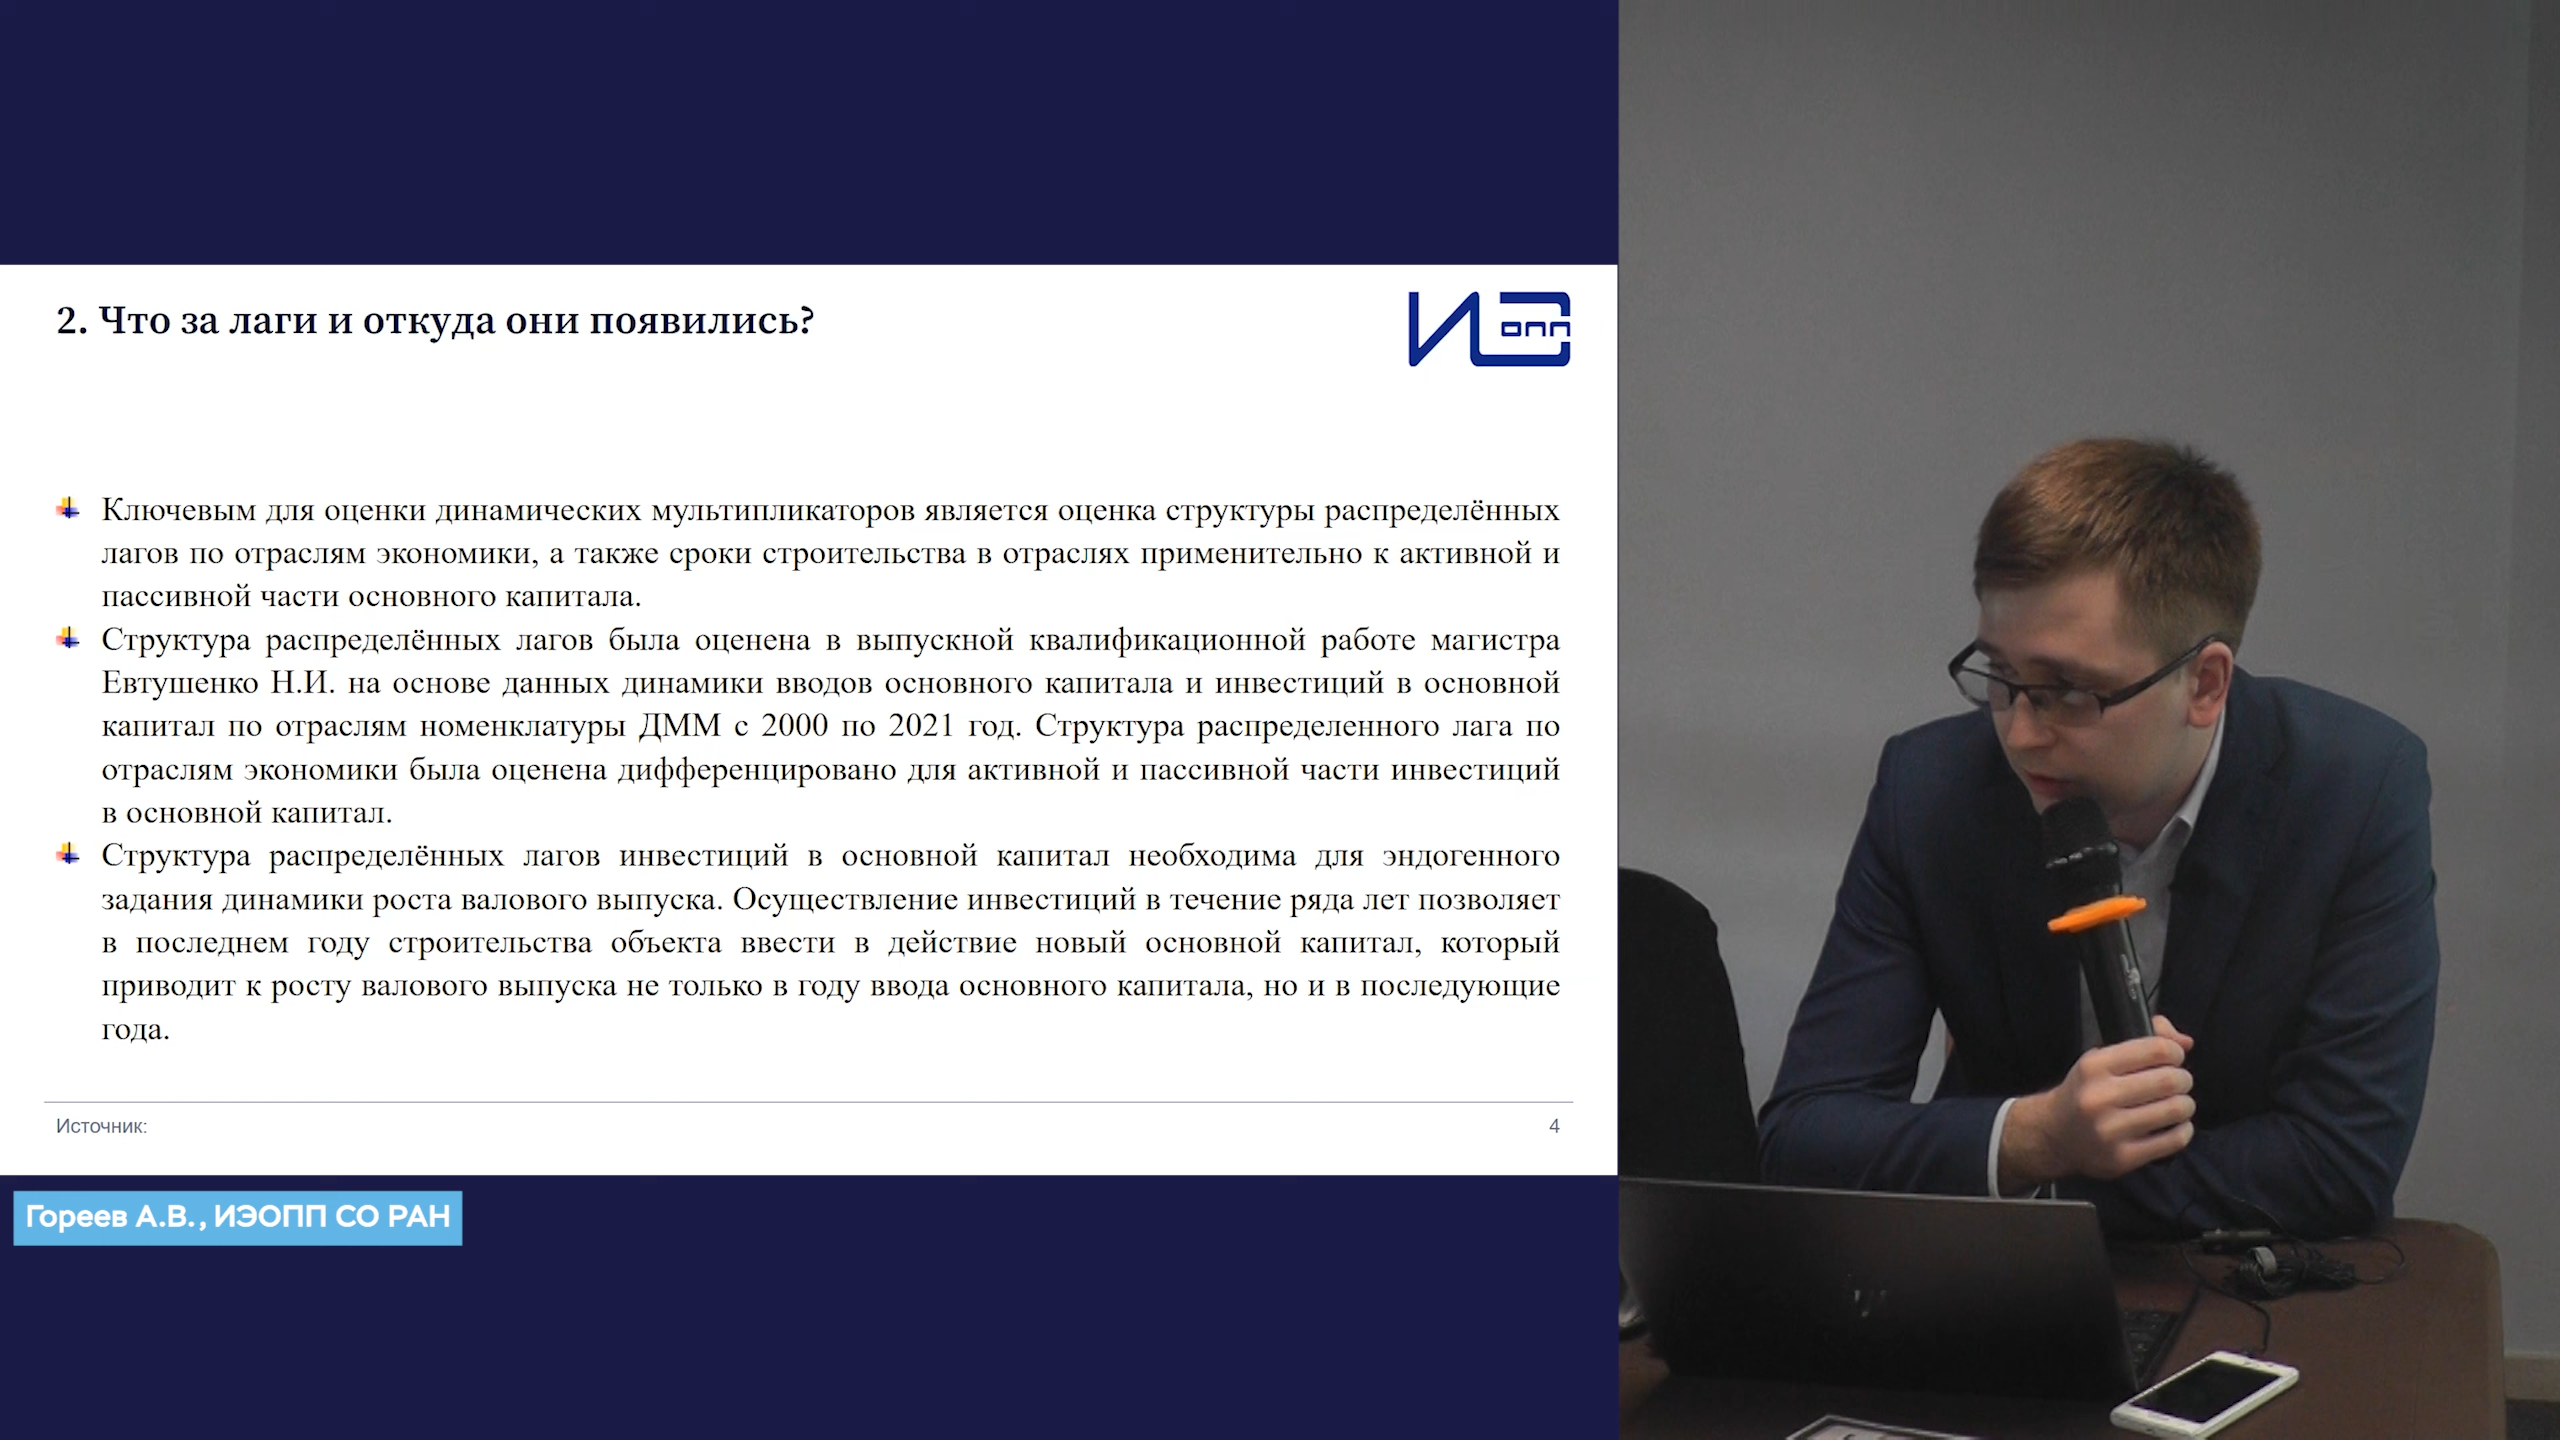 2. Что за лаги и откуда они появились?
ИЭ
опп
Ключевым для оценки динамических мультипликаторов является оценка структуры распределённых
лагов по отраслям экономики, а также сроки строительства в отраслях применительно к активной и
пассивной части основного капитала.
Структура распределённых лагов была оценена в выпускной квалификационной работе магистра
Евтушенко Н.И. на основе данных динамики вводов основного капитала и инвестиций в основной
капитал по отраслям номенклатуры ДММ с 2000 по 2021 год. Структура распределенного лага по
отраслям экономики была оценена дифференцировано для активной и пассивной части инвестиций
в основной капитал.
Структура распределённых лагов инвестиций в основной капитал необходима для эндогенного
задания динамики роста валового выпуска. Осуществление инвестиций в течение ряда лет позволяет
в последнем году строительства объекта ввести в действие новый основной капитал, который
приводит к росту валового выпуска не только в году ввода основного капитала, но и в последующие
года.
Источник:
4
Гореев А.В., ИЭОПП СО РАН